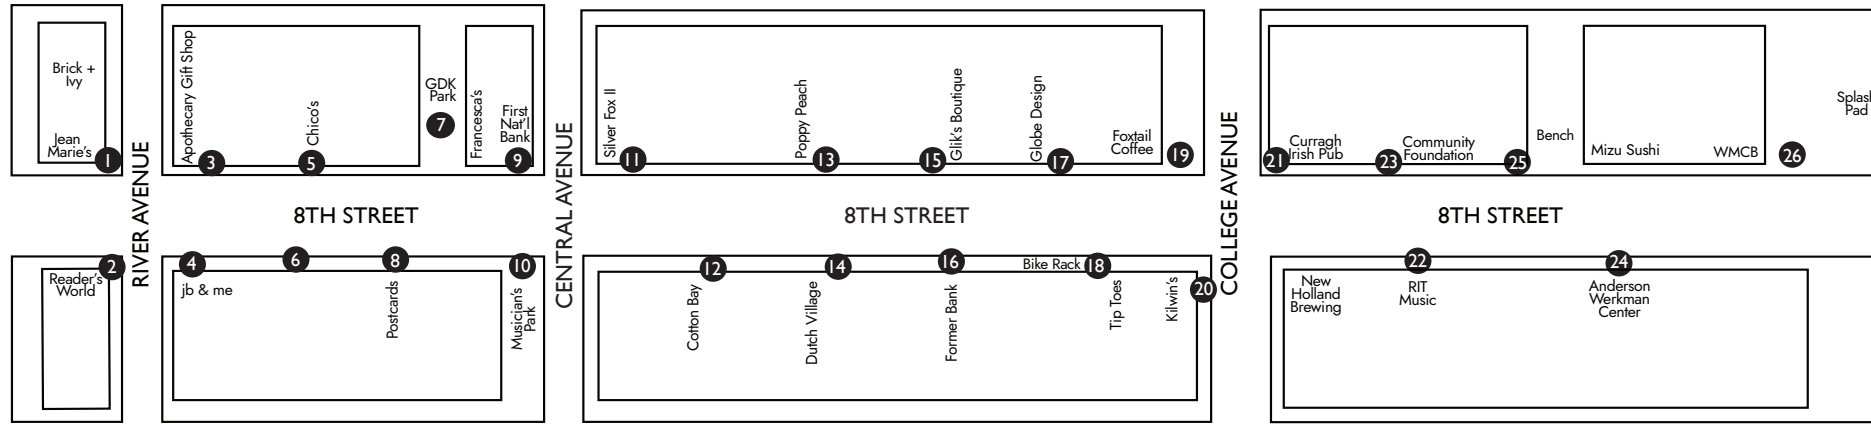 Brick +
Ivy
Jean
Marie's
1
RIVER AVENUE
Reader's
World
2
Apothecary Gift Shop
3
Chico's
5
GDK
Park
7
Francesca's
First
Nat'l
Bank
9
8TH STREET
4
jb & me
6
8
Postcards
10
Musician's
Park
CENTRAL AVENUE
Silver Fox II
11
Poppy Peach
13
Glik's Boutique
15
Globe Design
17
Foxtail
Coffee
19
8TH STREET
12
Cotton Bay
14
Dutch Village
16
Former Bank
Bike Rack
18
Tip Toes
Kilwin's
20
COLLEGE AVENUE
21
Curragh
Irish Pub
23
Community
Foundation
25
Bench
Mizu Sushi
WMCB
26
Splash
Pad
8TH STREET
New
Holland
Brewing
22
RIT
Music
24
Anderson
Werkman
Center